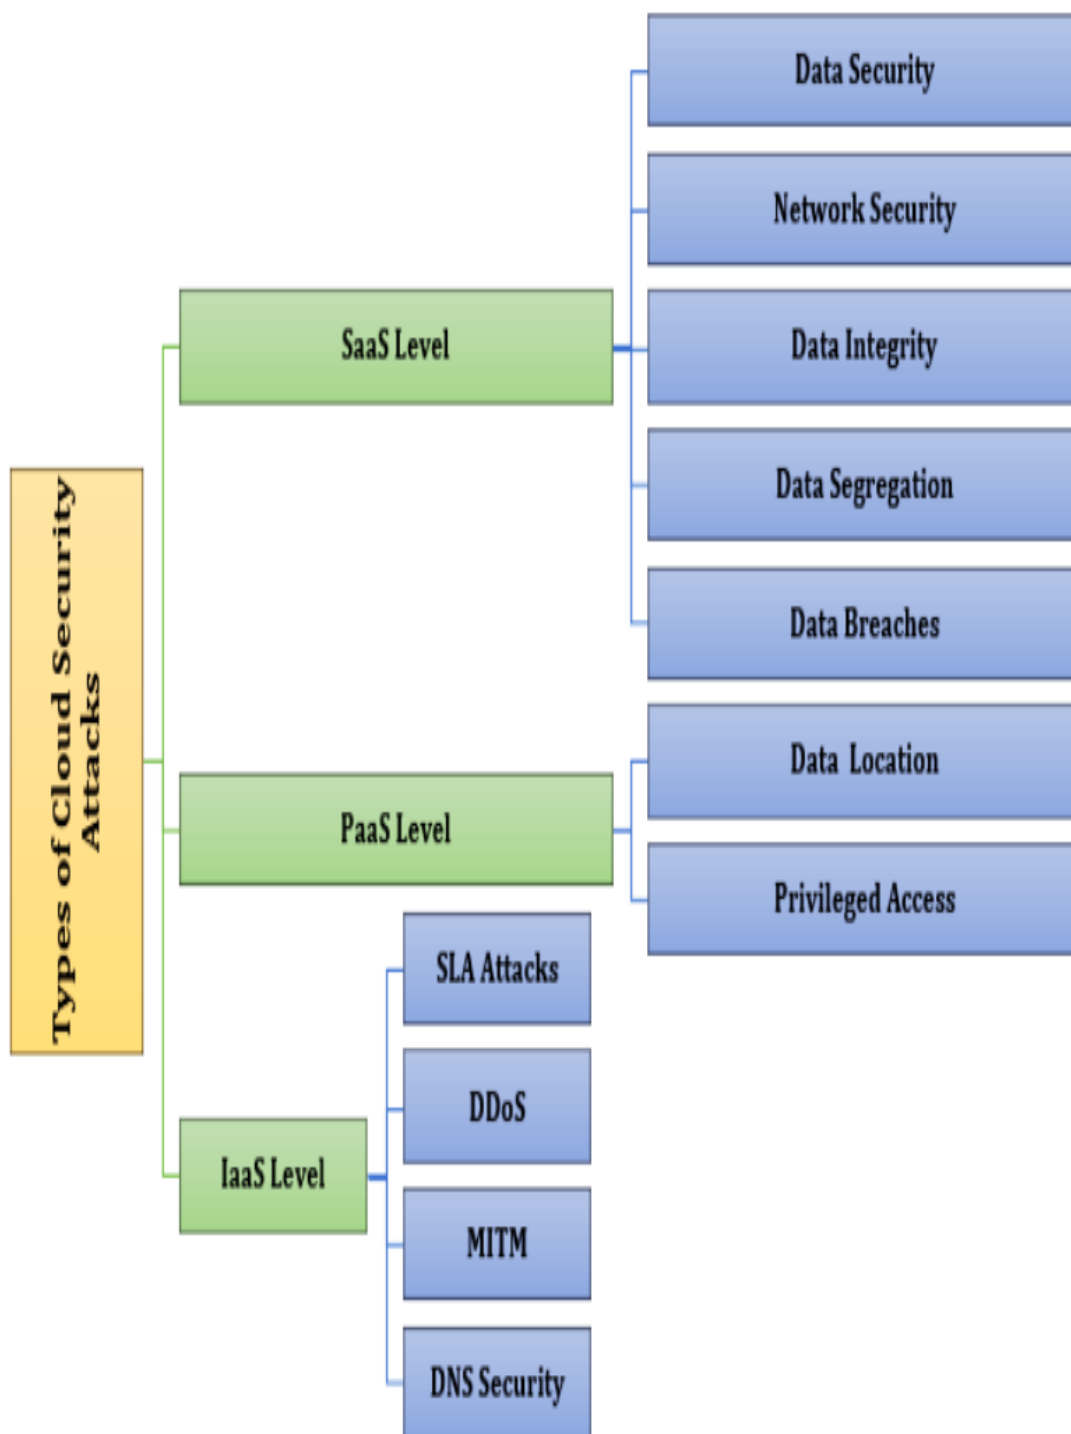 Types of Cloud Security
Attacks
SaaS Level
Data Security
Network Security
Data Integrity
Data Segregation
Data Breaches
PaaS Level
Data Location
Privileged Access
IaaS Level
SLA Attacks
DDoS
MITM
DNS Security